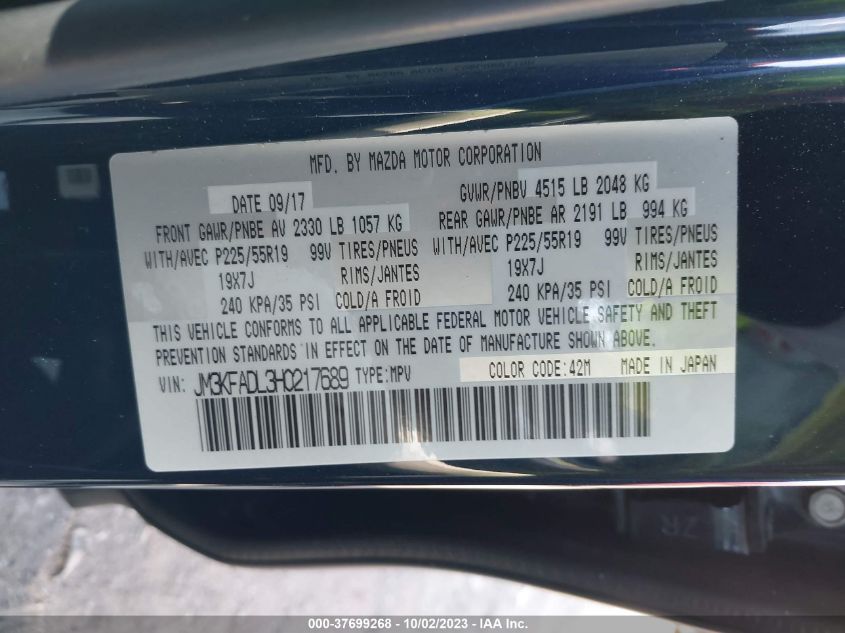 MFD. BY MAZDA MOTOR CORPORATION
DATE 09/17 GVWR/PNBV 4515 LB 2048 KG
FRONT GAWR/PNBE AV 2330 LB 1057 KG REAR GAWR/PNBE AR 2191 LB 994 KG
WITH/AVEC P225/55R19 99V TIRES/PNEUS WITH/AVEC P225/55R19 99V TIRES/PNEUS
19X7J RIMS/JANTES 19X7J RIMS/JANTES
240 KPA/35 PSI COLD/A FROID 240 KPA/35 PSI COLD/A FROID
THIS VEHICLE CONFORMS TO ALL APPLICABLE FEDERAL MOTOR VEHICLE SAFETY AND THEFT
PREVENTION STANDARDS IN EFFECT ON THE DATE OF MANUFACTURE SHOWN ABOVE.
VIN: JM3KFADL3H0217689 TYPE:MPV COLOR CODE:42M MADE IN JAPAN
ZR
000-37699268 - 10/02/2023 - IAA Inc.